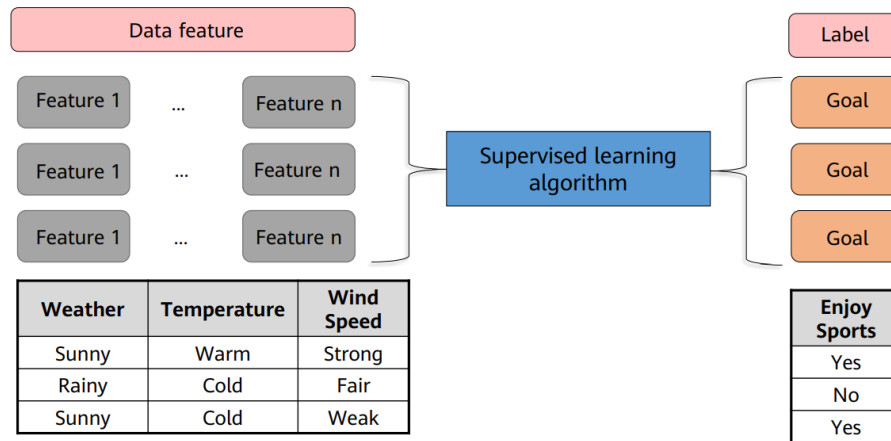 Data feature
Label
Feature 1 ... Feature n
Goal
Feature 1 ... Feature n
Supervised learning
algorithm
Goal
Feature 1 ... Feature n
Goal
Weather Temperature Wind
Speed
Sunny Warm Strong
Rainy Cold Fair
Sunny Cold Weak
Enjoy
Sports
Yes
No
Yes